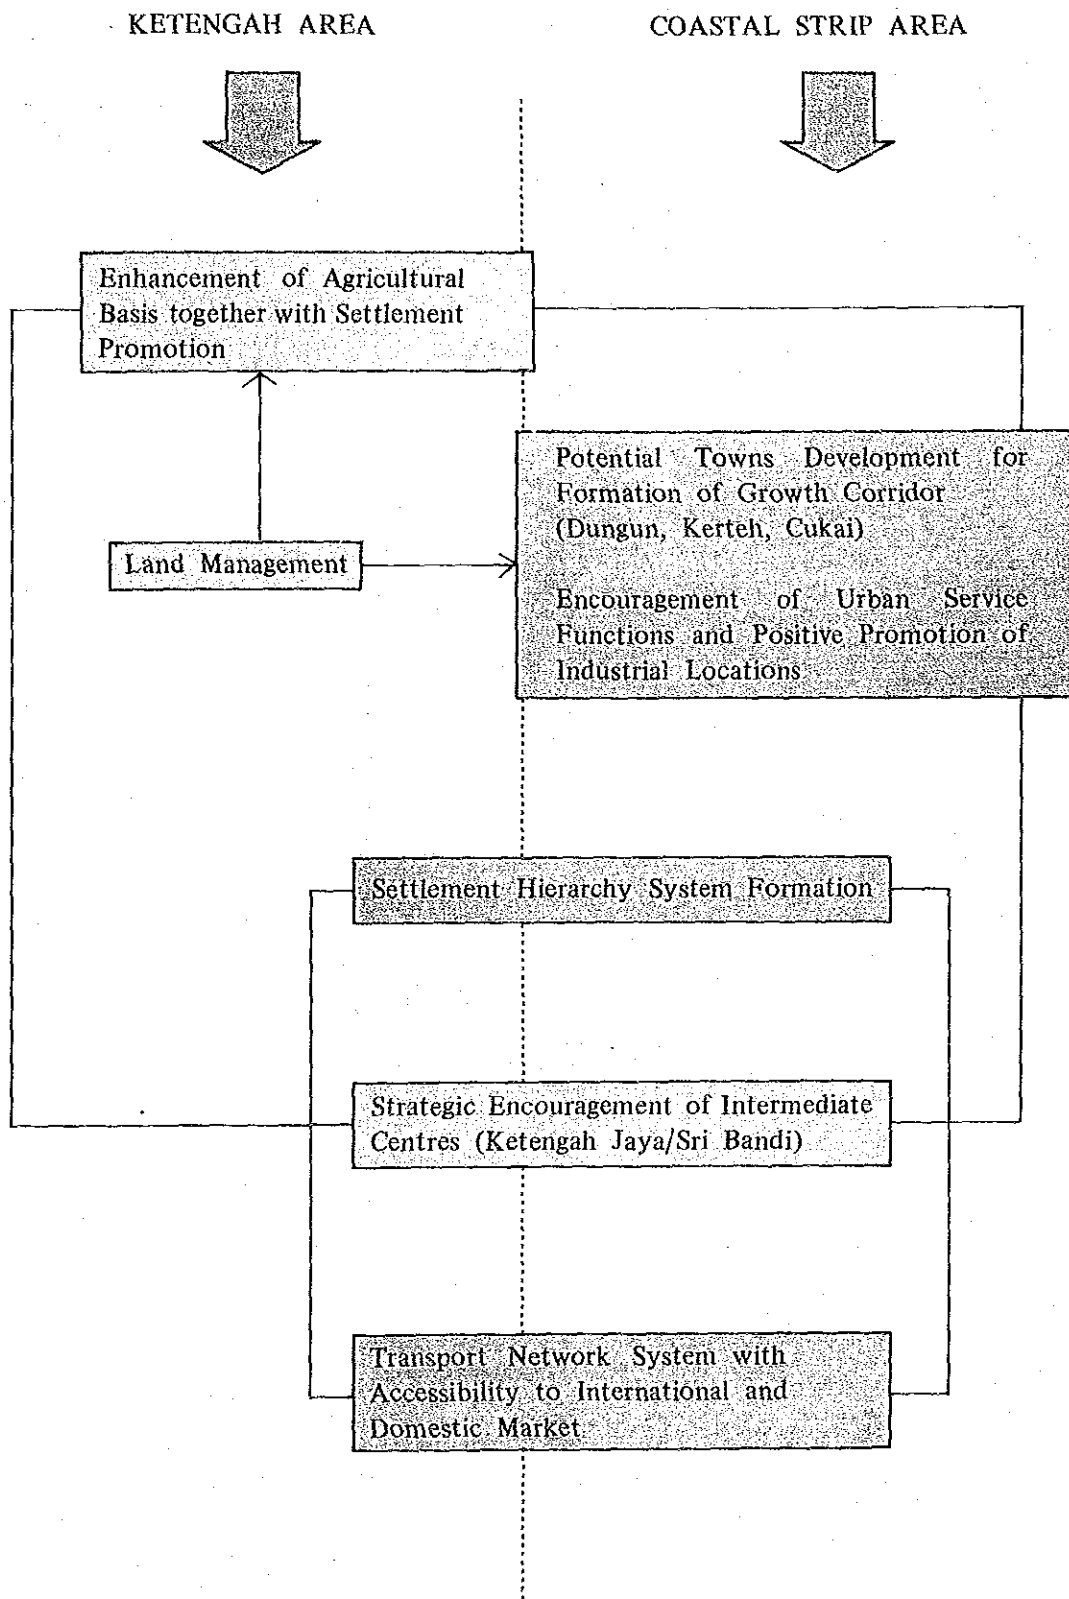 KETENGAH AREA
COASTAL STRIP AREA
Enhancement of Agricultural
Basis together with Settlement
Promotion
Potential Towns Development for
Formation of Growth Corridor
(Dungun, Kerteh, Cukai)
Land Management
Encouragement of Urban Service
Functions and Positive Promotion of
Industrial Locations
Settlement Hierarchy System Formation
Strategic Encouragement of Intermediate
Centres (Ketengah Jaya/Sri Bandi)
Transport Network System with
Accessibility to International and
Domestic Market